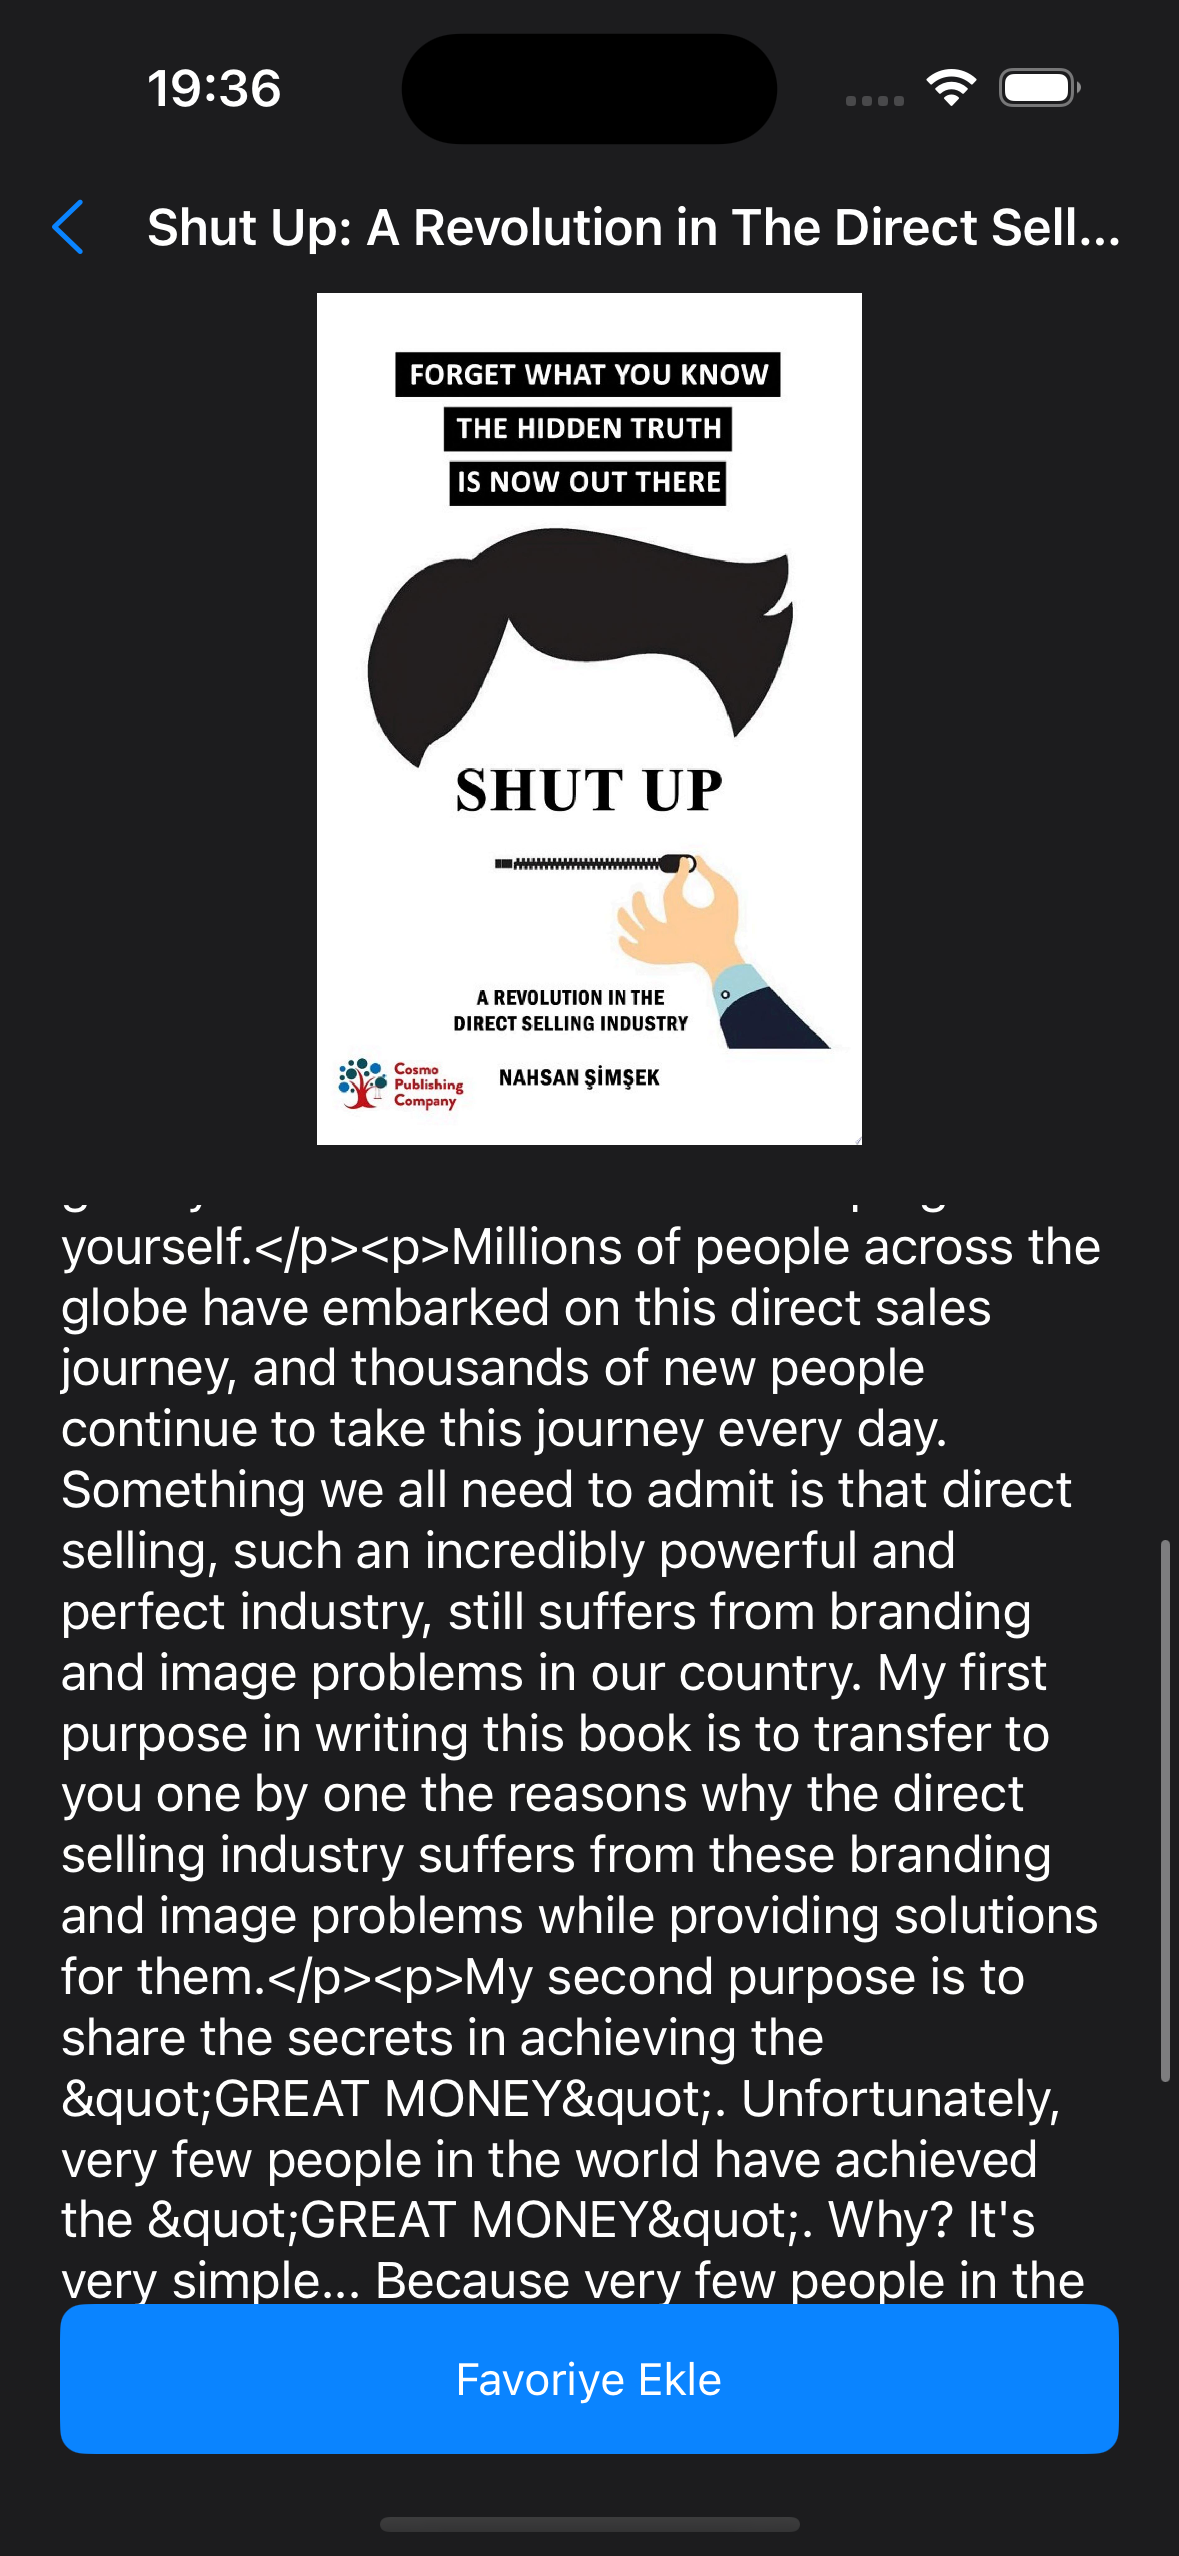 19:36
Shut Up: A Revolution in The Direct Sell...
FORGET WHAT YOU KNOW
THE HIDDEN TRUTH
IS NOW OUT THERE
SHUT UP
A REVOLUTION IN THE
DIRECT SELLING INDUSTRY
Cosmo
Publishing
Company
NAHSAN ŞİMŞEK
yourself.</p><p>Millions of people across the
globe have embarked on this direct sales
journey, and thousands of new people
continue to take this journey every day.
Something we all need to admit is that direct
selling, such an incredibly powerful and
perfect industry, still suffers from branding
and image problems in our country. My first
purpose in writing this book is to transfer to
you one by one the reasons why the direct
selling industry suffers from these branding
and image problems while providing solutions
for them.</p><p>My second purpose is to
share the secrets in achieving the
&quot;GREAT MONEY&quot;. Unfortunately,
very few people in the world have achieved
the &quot;GREAT MONEY&quot;. Why? It's
very simple... Because very few people in the
Favoriye Ekle